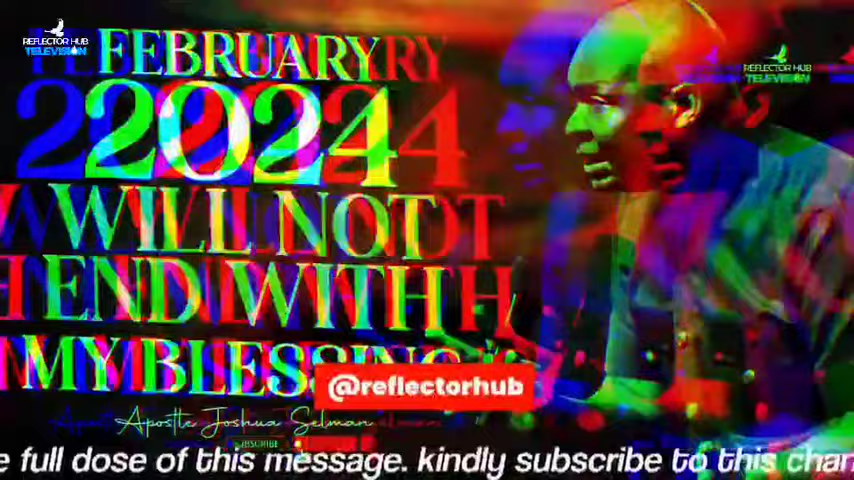 REFLECTOR HUB
TELEVISION
REFLECTOR HUB
TELEVISION
FEBRUARY
2024
WILL NOT
END WITH
MY BLESSING
@reflectorhub
Apostle Joshua Selman
SUBSCRIBE
e full dose of this message. kindly subscribe to this chan